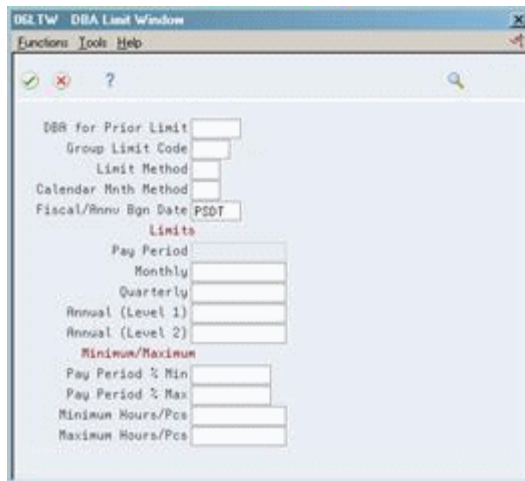 06LTW DBA Limit Window
Functions Tools Help
?
DBA for Prior Limit
Group Limit Code
Limit Method
Calendar Mnth Method
Fiscal/Annv Bgn Date PSDT
Limits
Pay Period
Monthly
Quarterly
Annual (Level 1)
Annual (Level 2)
Minimum/Maximum
Pay Period % Min
Pay Period % Max
Minimum Hours/Pcs
Maximum Hours/Pcs